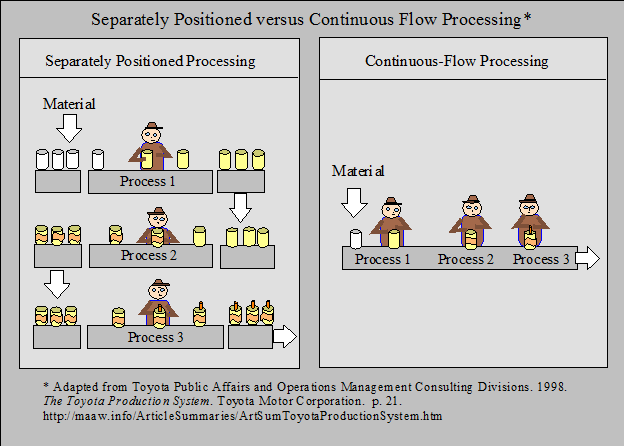 Separately Positioned versus Continuous Flow Processing*
Separately Positioned Processing
Material
Process 1
Process 2
Process 3
Continuous-Flow Processing
Material
Process 1 Process 2 Process 3
* Adapted from Toyota Public Affairs and Operations Management Consulting Divisions. 1998.
The Toyota Production System. Toyota Motor Corporation. p. 21.
http://maaw.info/ArticleSummaries/ArtSumToyotaProductionSystem.htm